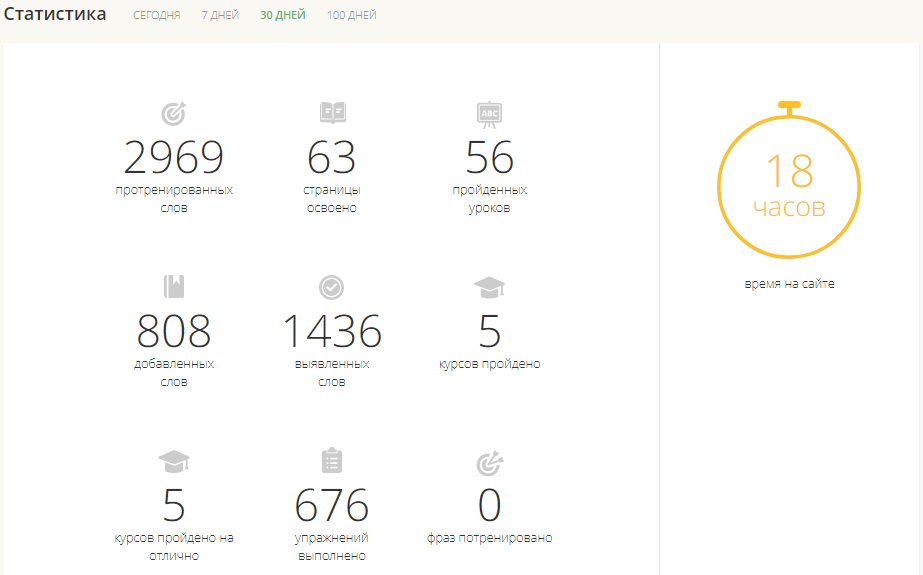 Статистика СЕГОДНЯ 7 ДНЕЙ 30 ДНЕЙ 100 ДНЕЙ
2969
протренированных
слов
63
страницы
освоено
ABC
56
пройденных
уроков
18
часов
время на сайте
808
добавленных
слов
1436
выявленных
слов
5
курсов пройдено
5
курсов пройдено на
отлично
676
упражнений
выполнено
0
фраз потренировано